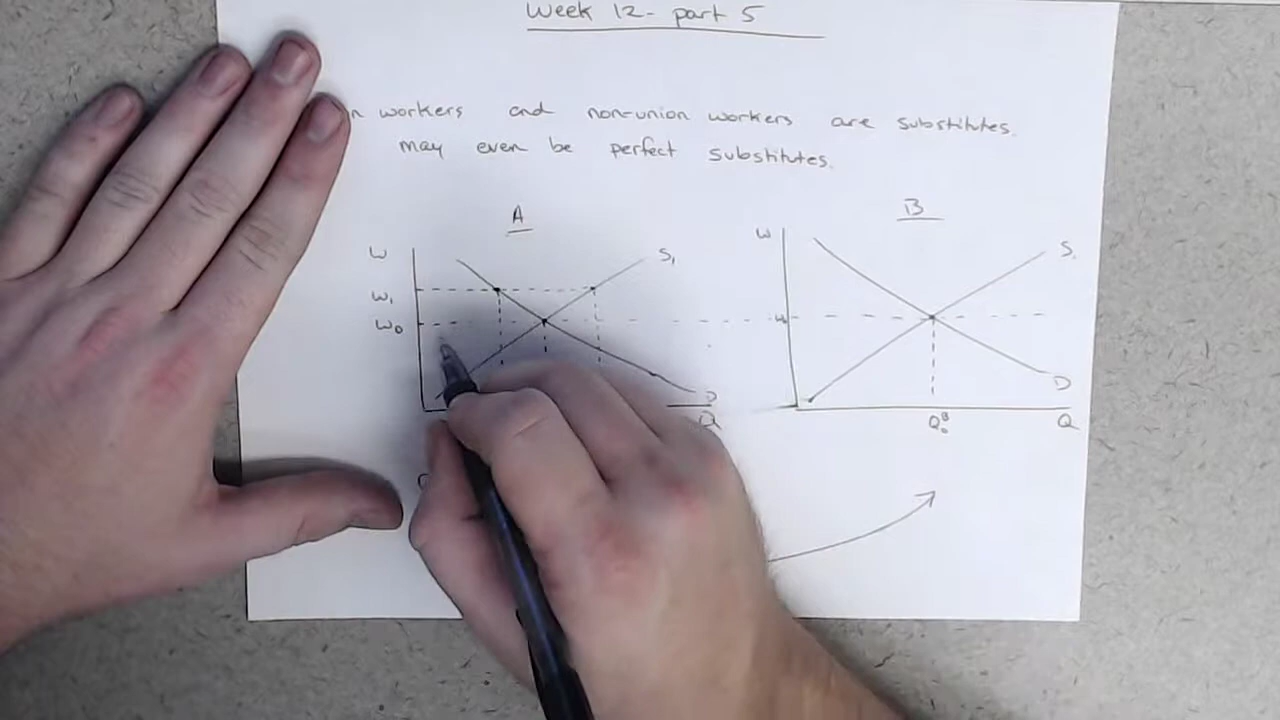 Week 12- part 5
workers and non-union workers are substitutes.
may even be perfect substitutes.
A
B
W
S₁
W₁
W₀
D
Q
W
S
W₀
D
Q₀ᴮ
Q